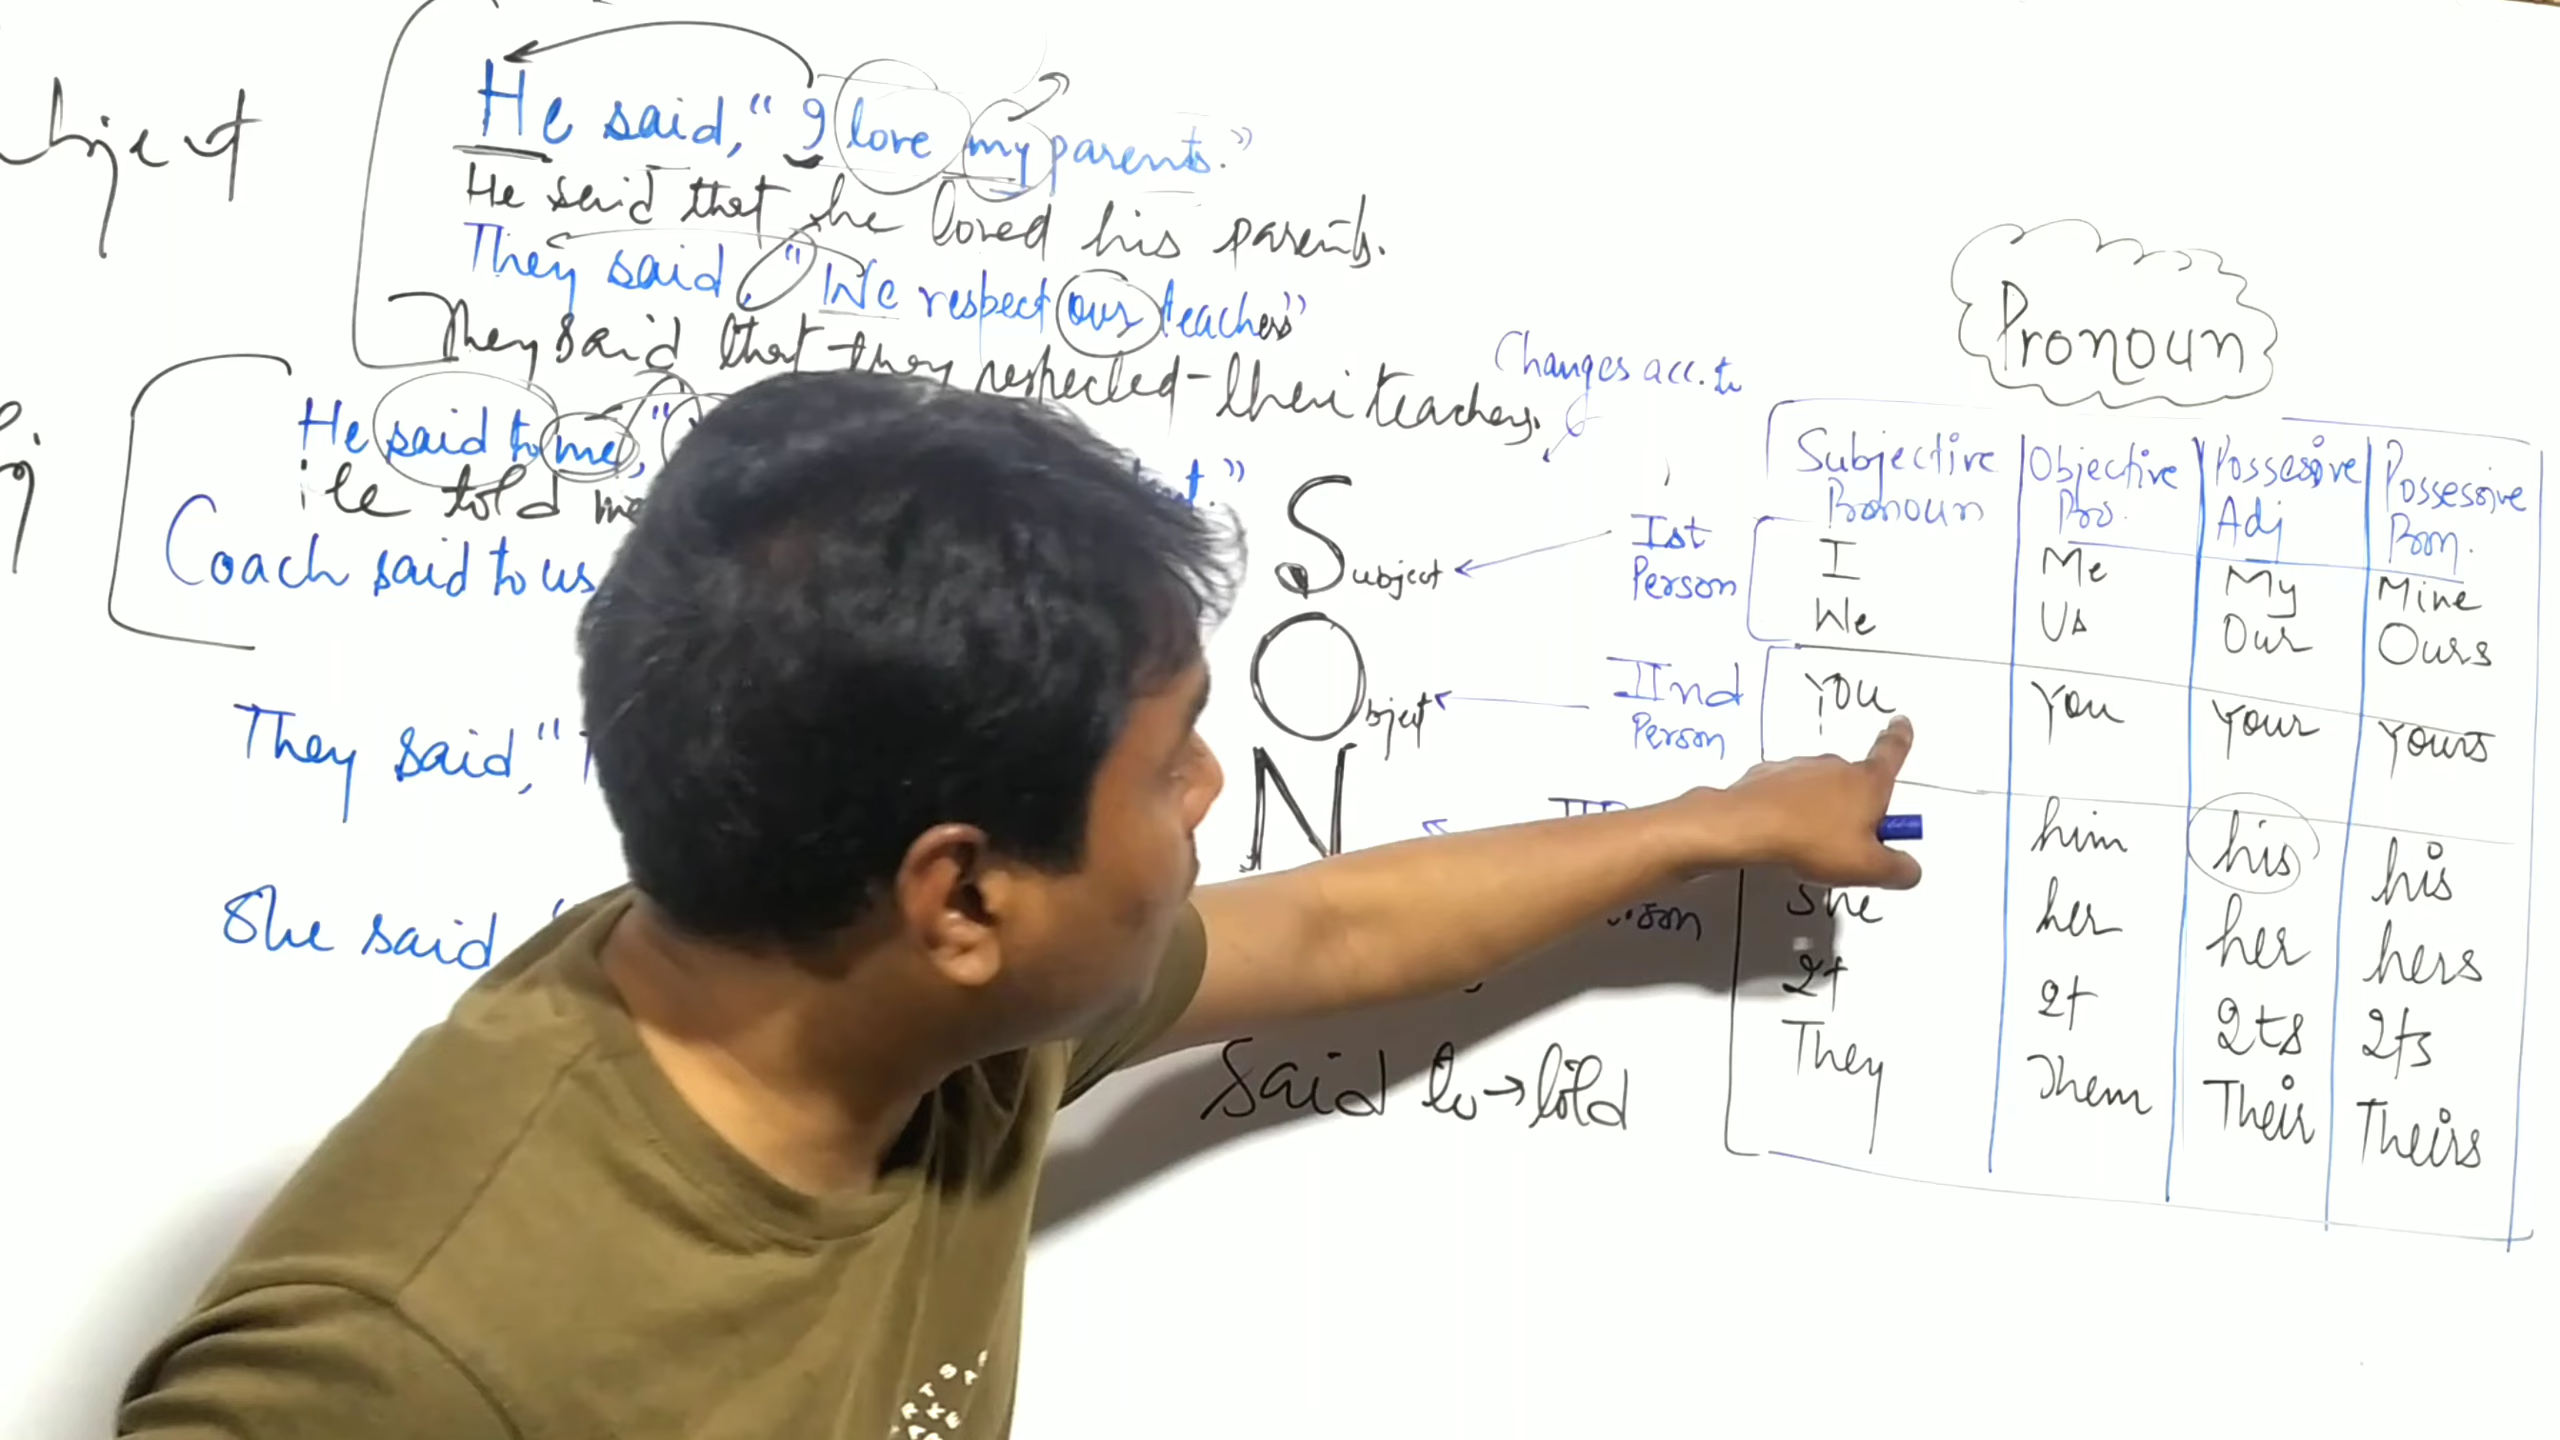 He said, "I love my parents."
He said that he loved his parents.
They said, "We respect our teachers"
They said that they respected their teachers.
He said to me, "
He told me
Coach said to us
They said, "
She said "
Changes acc. to
Subject
Object
N
Ist Person
IInd Person
said to → told
Pronoun
Subjective Pronoun Objective Pro. Possesive Adj Possessive Pron.
I Me My Mine
We Us Our Ours
You You Your Yours
him his his
She her her hers
It It Its Its
They Them Their Theirs